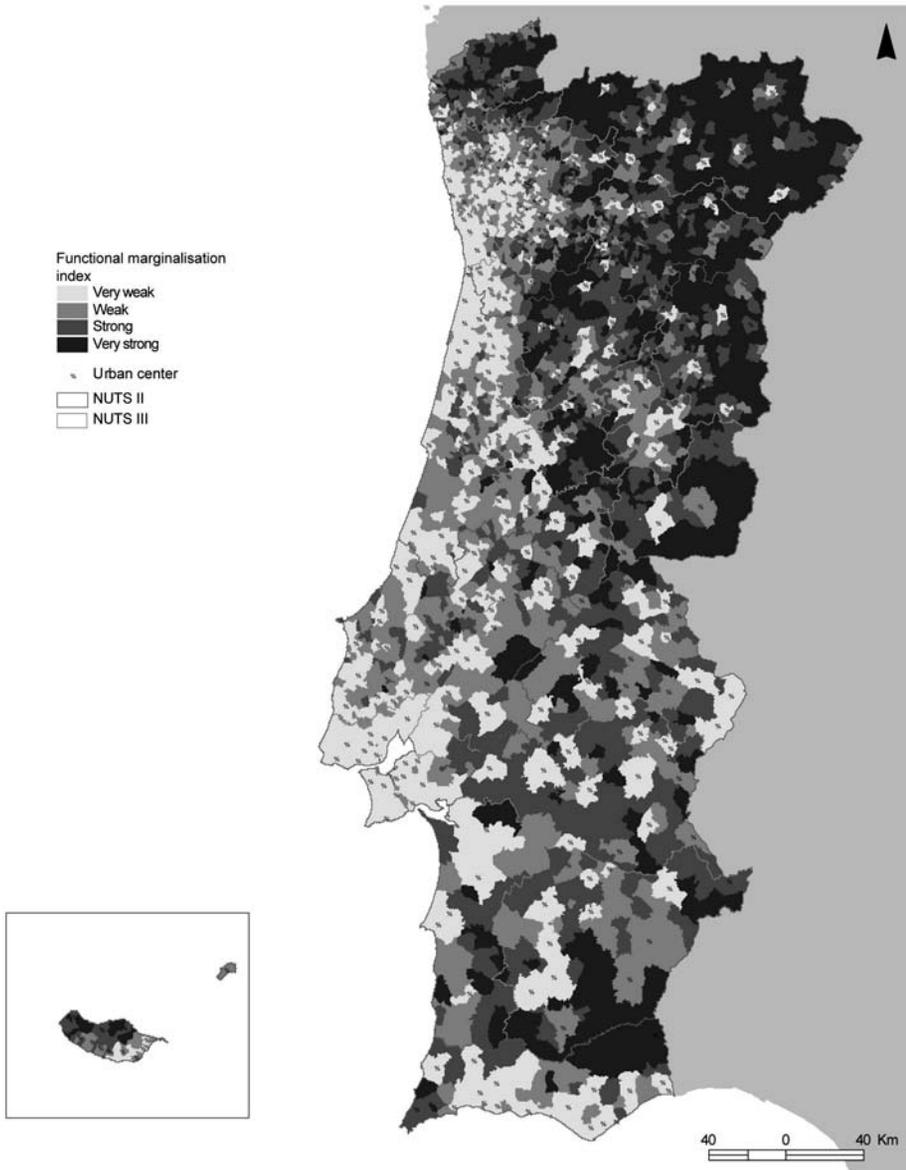 Functional marginalisation
index
Very weak
Weak
Strong
Very strong
Urban center
NUTS II
NUTS III
40 0 40 Km